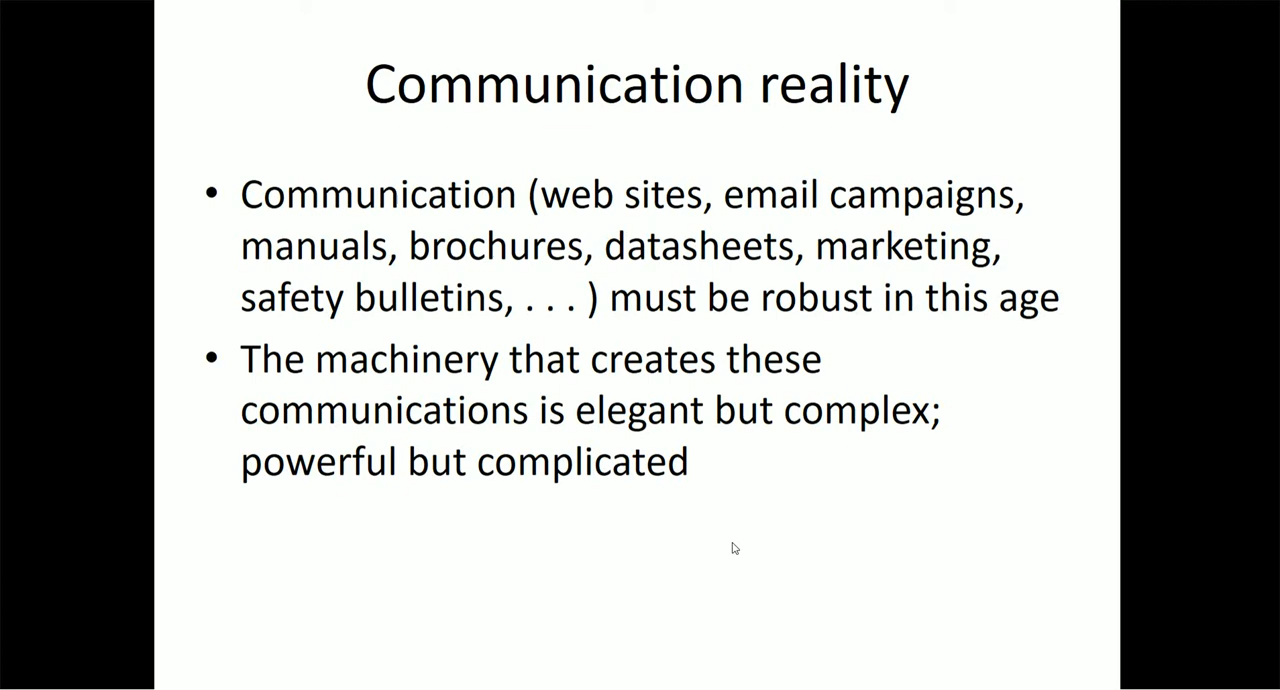 Communication reality
• Communication (web sites, email campaigns,
manuals, brochures, datasheets, marketing,
safety bulletins, . . . ) must be robust in this age
• The machinery that creates these
communications is elegant but complex;
powerful but complicated